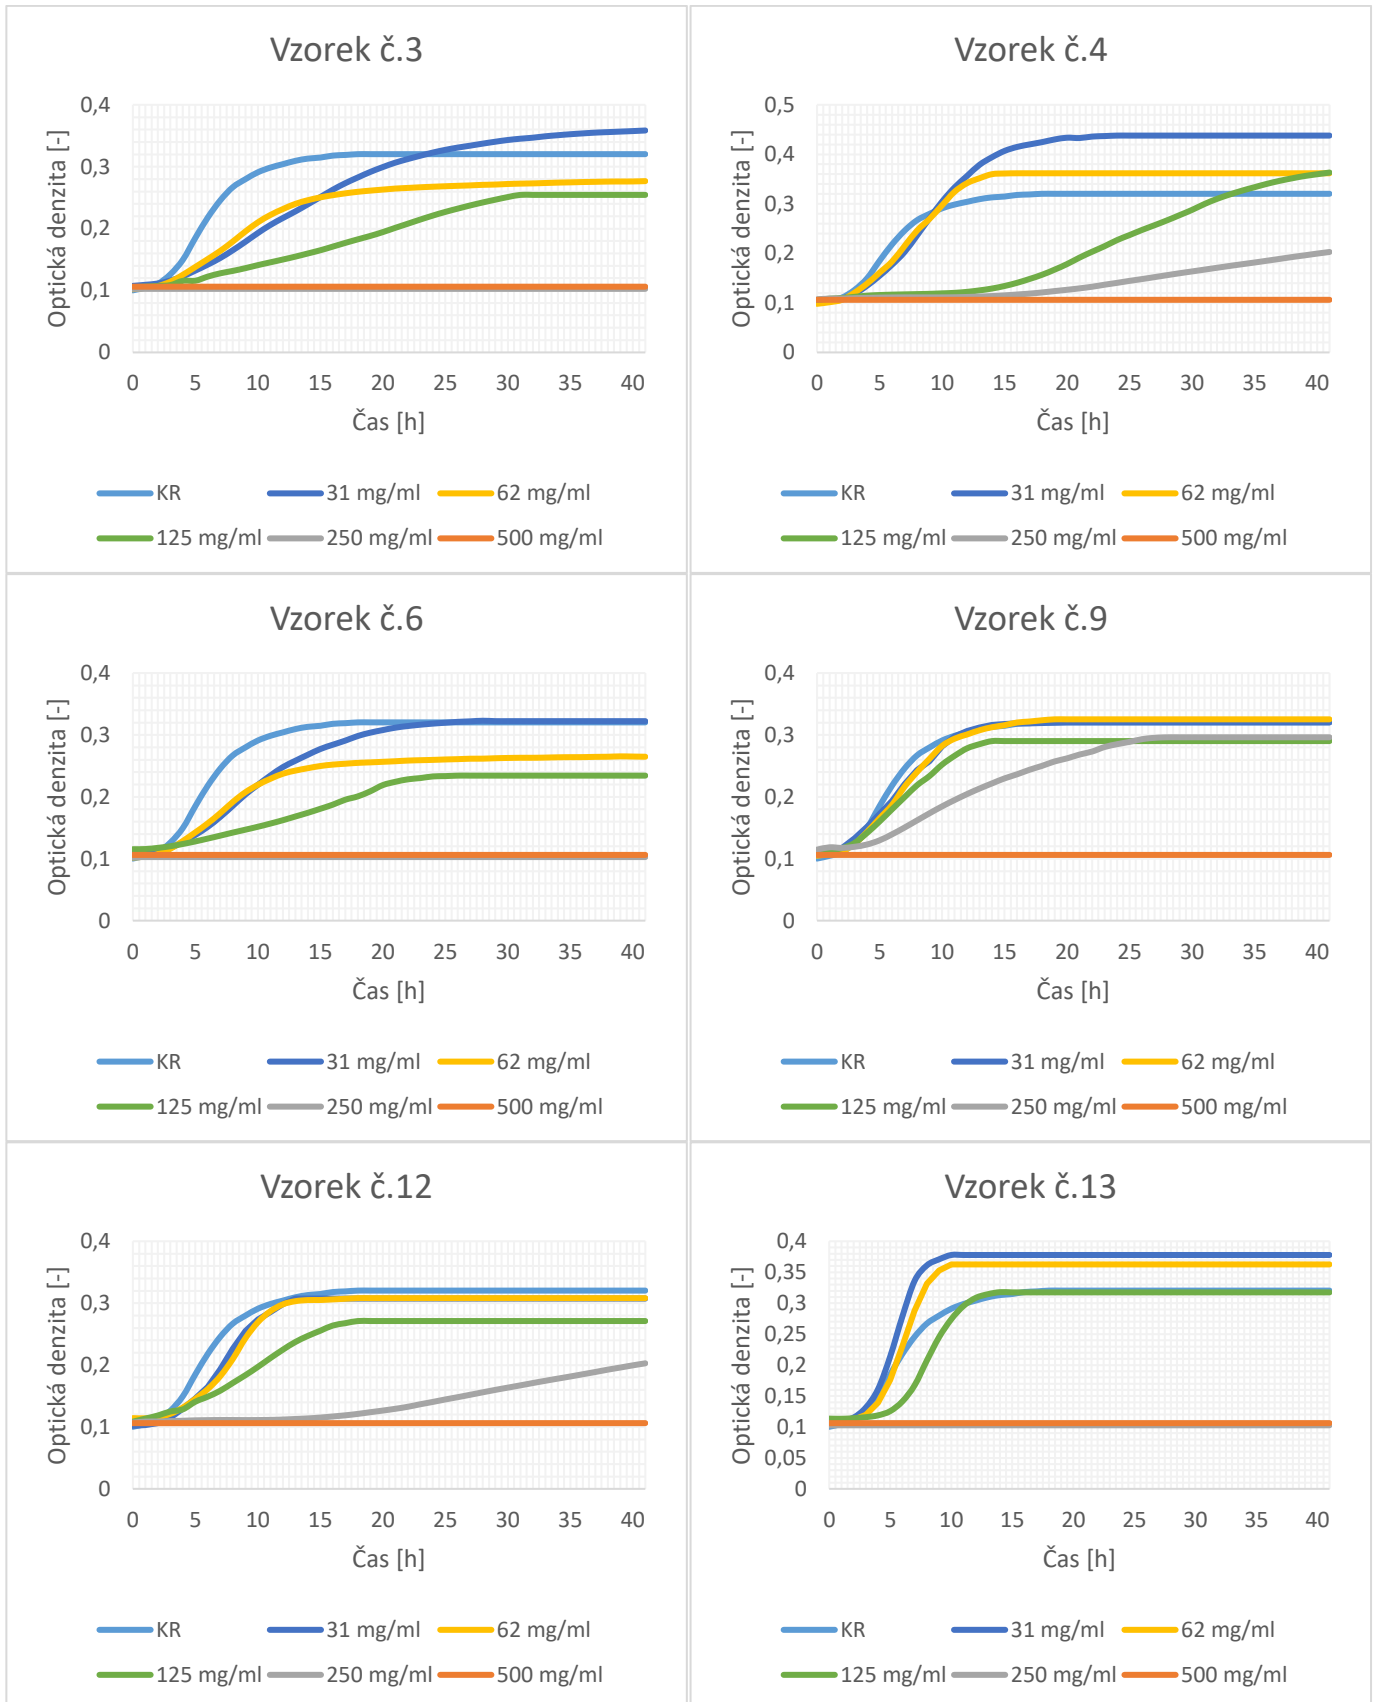 Vzorek č.3
Optická denzita [-]
0,4
0,3
0,2
0,1
0
0 5 10 15 20 25 30 35 40
Čas [h]
KR 31 mg/ml 62 mg/ml
125 mg/ml 250 mg/ml 500 mg/ml
Vzorek č.4
Optická denzita [-]
0,5
0,4
0,3
0,2
0,1
0
0 5 10 15 20 25 30 35 40
Čas [h]
KR 31 mg/ml 62 mg/ml
125 mg/ml 250 mg/ml 500 mg/ml
Vzorek č.6
Optická denzita [-]
0,4
0,3
0,2
0,1
0
0 5 10 15 20 25 30 35 40
Čas [h]
KR 31 mg/ml 62 mg/ml
125 mg/ml 250 mg/ml 500 mg/ml
Vzorek č.9
Optická denzita [-]
0,4
0,3
0,2
0,1
0
0 5 10 15 20 25 30 35 40
Čas [h]
KR 31 mg/ml 62 mg/ml
125 mg/ml 250 mg/ml 500 mg/ml
Vzorek č.12
Optická denzita [-]
0,4
0,3
0,2
0,1
0
0 5 10 15 20 25 30 35 40
Čas [h]
KR 31 mg/ml 62 mg/ml
125 mg/ml 250 mg/ml 500 mg/ml
Vzorek č.13
Optická denzita [-]
0,4
0,35
0,3
0,25
0,2
0,15
0,1
0,05
0
0 5 10 15 20 25 30 35 40
Čas [h]
KR 31 mg/ml 62 mg/ml
125 mg/ml 250 mg/ml 500 mg/ml